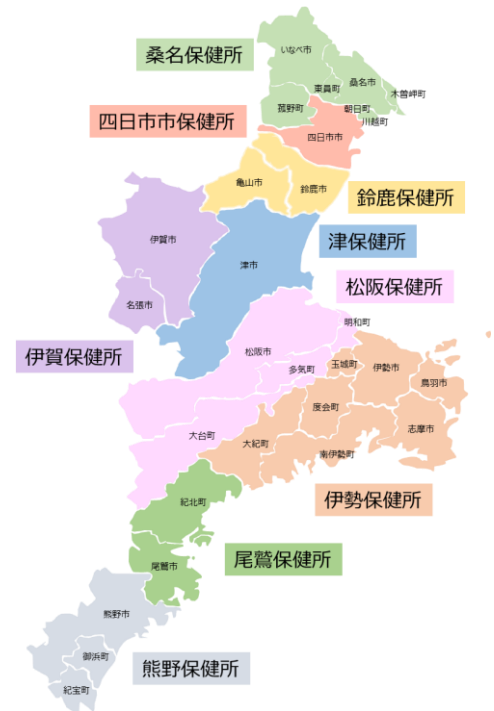 桑名保健所
いなべ市
東員町
桑名市
木曽岬町
菰野町
朝日町
川越町
四日市市保健所
四日市市
亀山市
鈴鹿市
鈴鹿保健所
伊賀市
津市
津保健所
名張市
松阪保健所
伊賀保健所
明和町
松阪市
多気町
玉城町
伊勢市
鳥羽市
度会町
志摩市
大台町
大紀町
南伊勢町
伊勢保健所
紀北町
尾鷲保健所
尾鷲市
熊野市
御浜町
熊野保健所
紀宝町